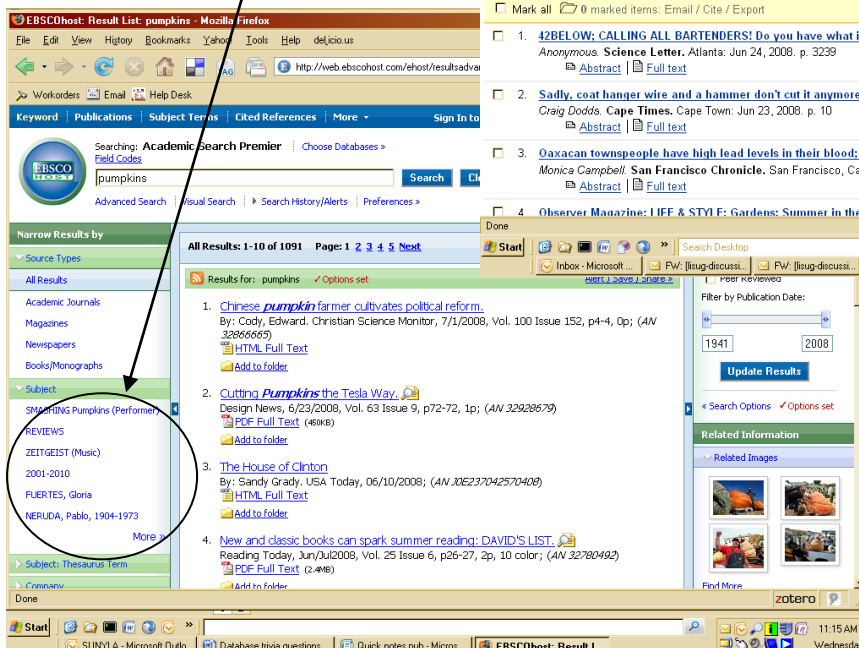 EBSCOhost: Result List: pumpkins - Mozilla Firefox
File Edit View History Bookmarks Yahoo! Tools Help del.icio.us
http://web.ebscohost.com/ehost/resultsadva
Workorders Email Help Desk
Keyword Publications Subject Terms Cited References More Sign In to
Searching: Academic Search Premier Choose Databases »
Field Codes
EBSCO HOST
pumpkins Search
Advanced Search Visual Search Search History/Alerts Preferences »
Narrow Results by
Source Types
All Results
Academic Journals
Magazines
Newspapers
Books/Monographs
Subject
SMASHING Pumpkins (Performer)
REVIEWS
ZEITGEIST (Music)
2001-2010
FUERTES, Gloria
NERUDA, Pablo, 1904-1973
More »
Subject: Thesaurus Term
Company
All Results: 1-10 of 1091 Page: 1 2 3 4 5 Next
Results for: pumpkins ✓Options set Alert / Save / Share »
1. Chinese pumpkin farmer cultivates political reform.
By: Cody, Edward. Christian Science Monitor, 7/1/2008, Vol. 100 Issue 152, p4-4, 0p; (AN
32866665)
HTML Full Text
Add to folder
2. Cutting Pumpkins the Tesla Way.
Design News, 6/23/2008, Vol. 63 Issue 9, p72-72, 1p; (AN 32928679)
PDF Full Text (450KB)
Add to folder
3. The House of Clinton
By: Sandy Grady. USA Today, 06/10/2008; (AN J0E237042570408)
HTML Full Text
Add to folder
4. New and classic books can spark summer reading: DAVID'S LIST.
Reading Today, Jun/Jul2008, Vol. 25 Issue 6, p26-27, 2p, 10 color; (AN 32780492)
PDF Full Text (2.4MB)
Add to folder
Mark all 0 marked items: Email / Cite / Export
1. 42BELOW; CALLING ALL BARTENDERS! Do you have what i
Anonymous. Science Letter. Atlanta: Jun 24, 2008. p. 3239
Abstract | Full text
2. Sadly, coat hanger wire and a hammer don't cut it anymore
Craig Dodds. Cape Times. Cape Town: Jun 23, 2008. p. 10
Abstract | Full text
3. Oaxacan townspeople have high lead levels in their blood;
Monica Campbell. San Francisco Chronicle. San Francisco, Ca
Abstract | Full text
4. Observer Magazine: LIFE & STYLE: Gardens: Summer in the
Done
Start » Search Desktop
Inbox - Microsoft ... FW: [lisug-discussi... FW: [lisug-discussi...
Peer Reviewed
Filter by Publication Date:
1941 2008
Update Results
« Search Options ✓Options set
Related Information
Related Images
Find More
Done zotero
Start » 11:15 AM
SUNYLA - Microsoft Outlo Database trivia questions Quick notes.pub - Micros EBSCOhost: Result L Wednesda